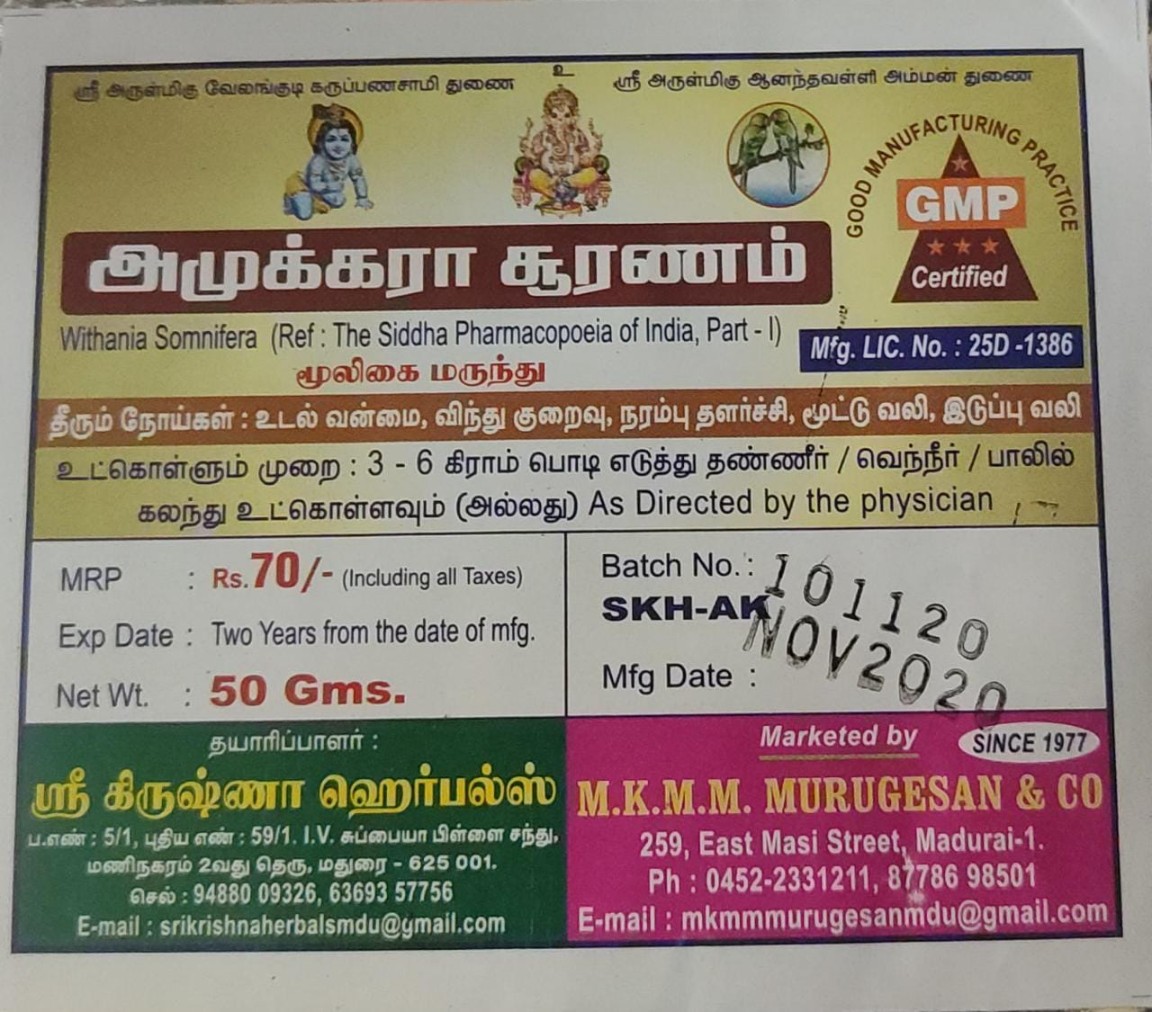 உ
ஸ்ரீ அருள்மிகு வேலங்குடி கருப்பணசாமி துணை
ஸ்ரீ அருள்மிகு ஆனந்தவள்ளி அம்மன் துணை
GOOD MANUFACTURING PRACTICE
GMP
Certified
அமுக்கரா சூரணம்
Withania Somnifera (Ref : The Siddha Pharmacopoeia of India, Part - I)
Mfg. LIC. No. : 25D -1386
மூலிகை மருந்து
தீரும் நோய்கள் : உடல் வன்மை, விந்து குறைவு, நரம்பு தளர்ச்சி, மூட்டு வலி, இடுப்பு வலி
உட்கொள்ளும் முறை : 3 - 6 கிராம் பொடி எடுத்து தண்ணீர் / வெந்நீர் / பாலில்
கலந்து உட்கொள்ளவும் (அல்லது) As Directed by the physician
MRP : Rs.70/- (Including all Taxes)
Exp Date : Two Years from the date of mfg.
Net Wt. : 50 Gms.
Batch No.: 101120
SKH-AK
Mfg Date : NOV2020
தயாரிப்பாளர் :
ஸ்ரீ கிருஷ்ணா ஹெர்பல்ஸ்
ப.எண் : 5/1, புதிய எண் : 59/1. I.V. சுப்பையா பிள்ளை சந்து,
மணிநகரம் 2வது தெரு, மதுரை - 625 001.
செல் : 94880 09326, 63693 57756
E-mail : srikrishnaherbalsmdu@gmail.com
Marketed by
SINCE 1977
M.K.M.M. MURUGESAN & CO
259, East Masi Street, Madurai-1.
Ph : 0452-2331211, 87786 98501
E-mail : mkmmmurugesanmdu@gmail.com